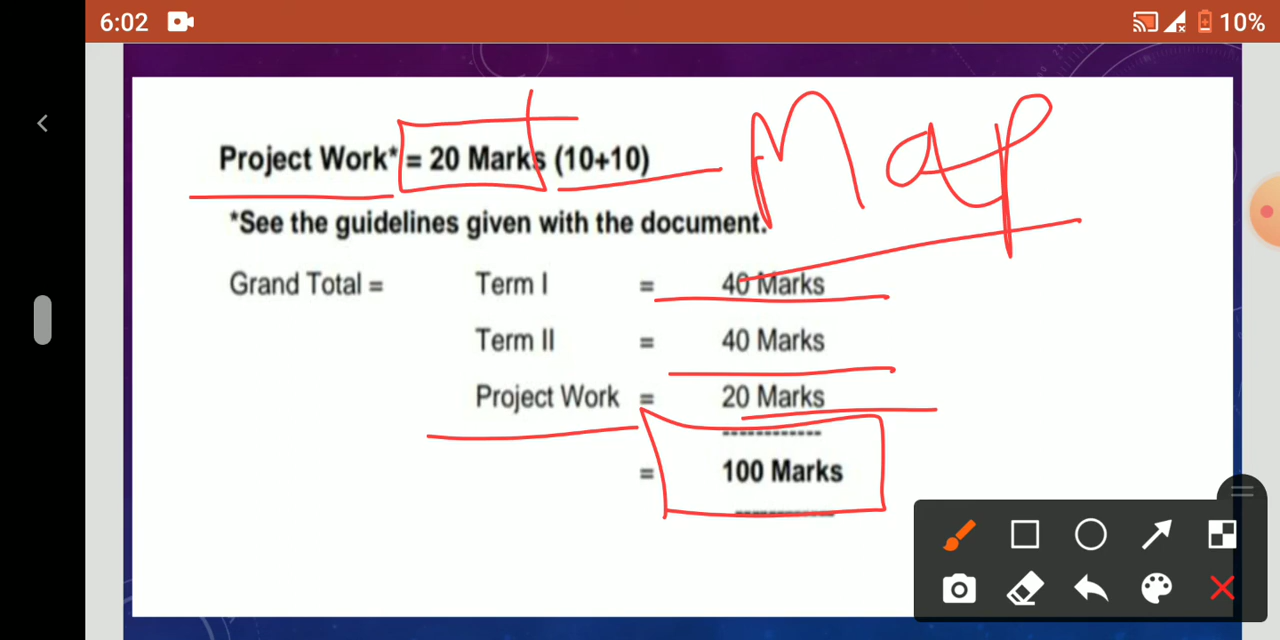 6:02 10%
Map
Project Work* = 20 Marks (10+10)
*See the guidelines given with the document.
Grand Total = Term I = 40 Marks
Term II = 40 Marks
Project Work = 20 Marks
------------
= 100 Marks
------------